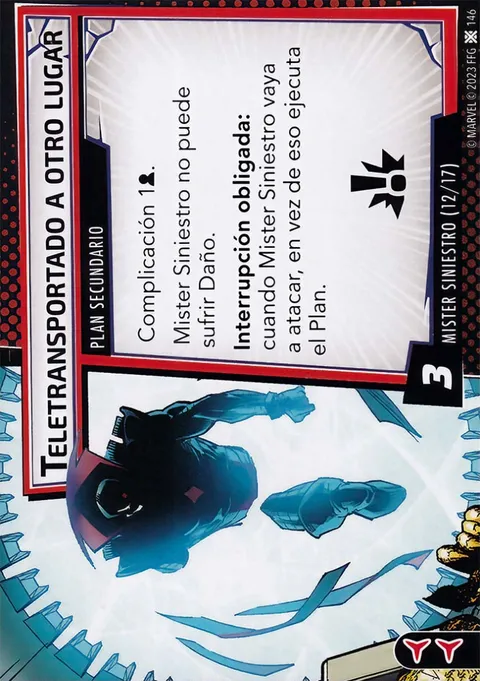 TELETRANSPORTADO A OTRO LUGAR
PLAN SECUNDARIO
Complicación 1.
Mister Siniestro no puede
sufrir Daño.
Interrupción obligada:
cuando Mister Siniestro vaya
a atacar, en vez de eso ejecuta
el Plan.
3
MISTER SINIESTRO (12/17)
© MARVEL © 2023 FFG 146